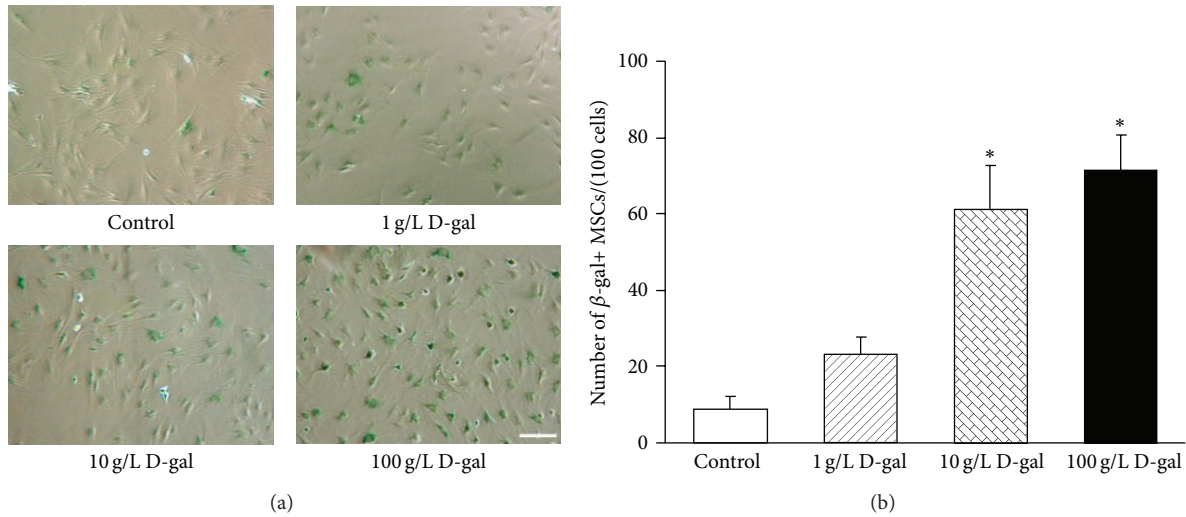 Control
1 g/L D-gal
10 g/L D-gal
100 g/L D-gal
(a)
Number of β-gal+ MSCs/(100 cells)
100
80
60
40
20
0
*
*
Control
1 g/L D-gal
10 g/L D-gal
100 g/L D-gal
(b)